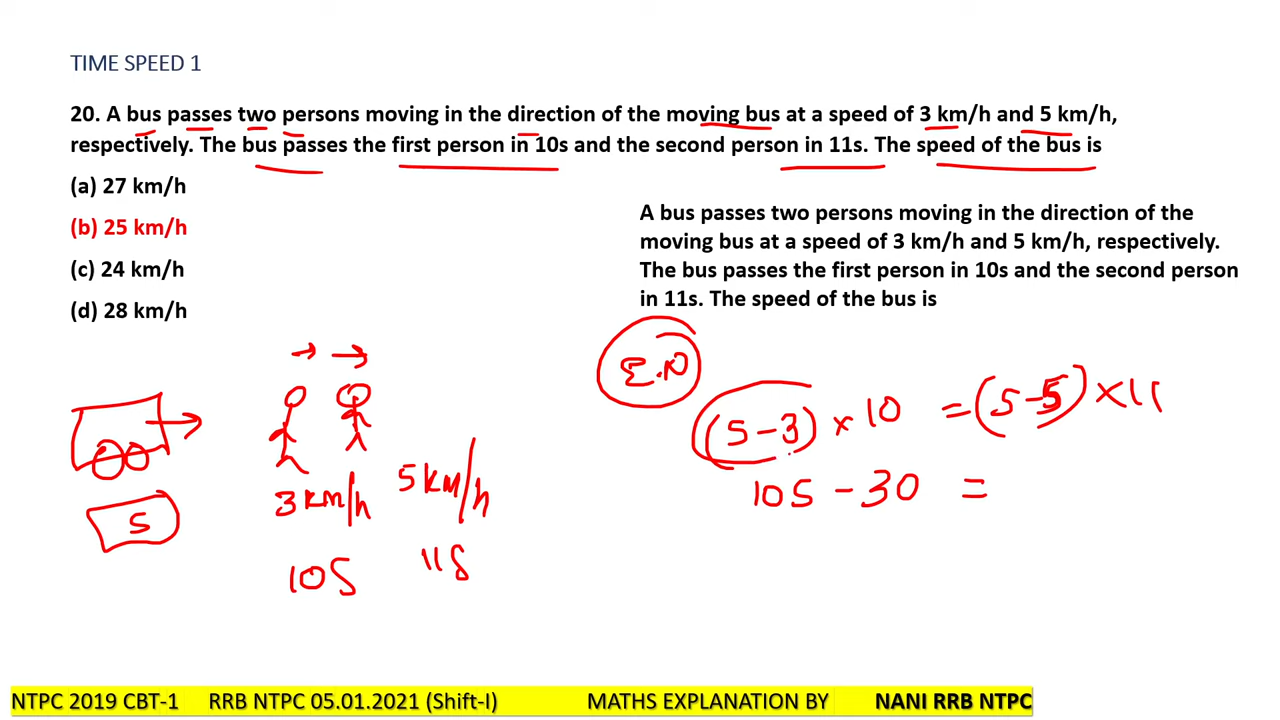 TIME SPEED 1
20. A bus passes two persons moving in the direction of the moving bus at a speed of 3 km/h and 5 km/h,
respectively. The bus passes the first person in 10s and the second person in 11s. The speed of the bus is
(a) 27 km/h
(b) 25 km/h
(c) 24 km/h
(d) 28 km/h
A bus passes two persons moving in the direction of the
moving bus at a speed of 3 km/h and 5 km/h, respectively.
The bus passes the first person in 10s and the second person
in 11s. The speed of the bus is
(S-3) × 10 = (S-5) × 11
10S - 30 =
S
3 km/h
5 km/h
10S
11S
NTPC 2019 CBT-1 RRB NTPC 05.01.2021 (Shift-I) MATHS EXPLANATION BY NANI RRB NTPC